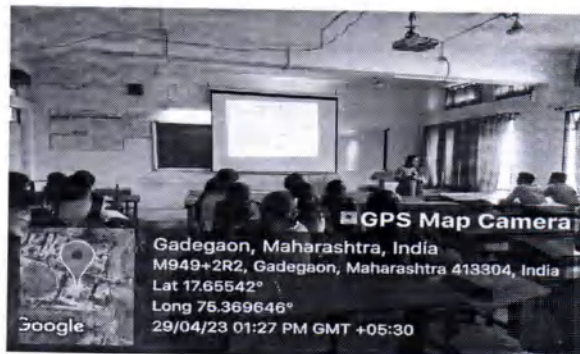 GPS Map Camera
Gadegaon, Maharashtra, India
M949+2R2, Gadegaon, Maharashtra 413304, India
Lat 17.65542°
Long 75.369646°
29/04/23 01:27 PM GMT +05:30
Google